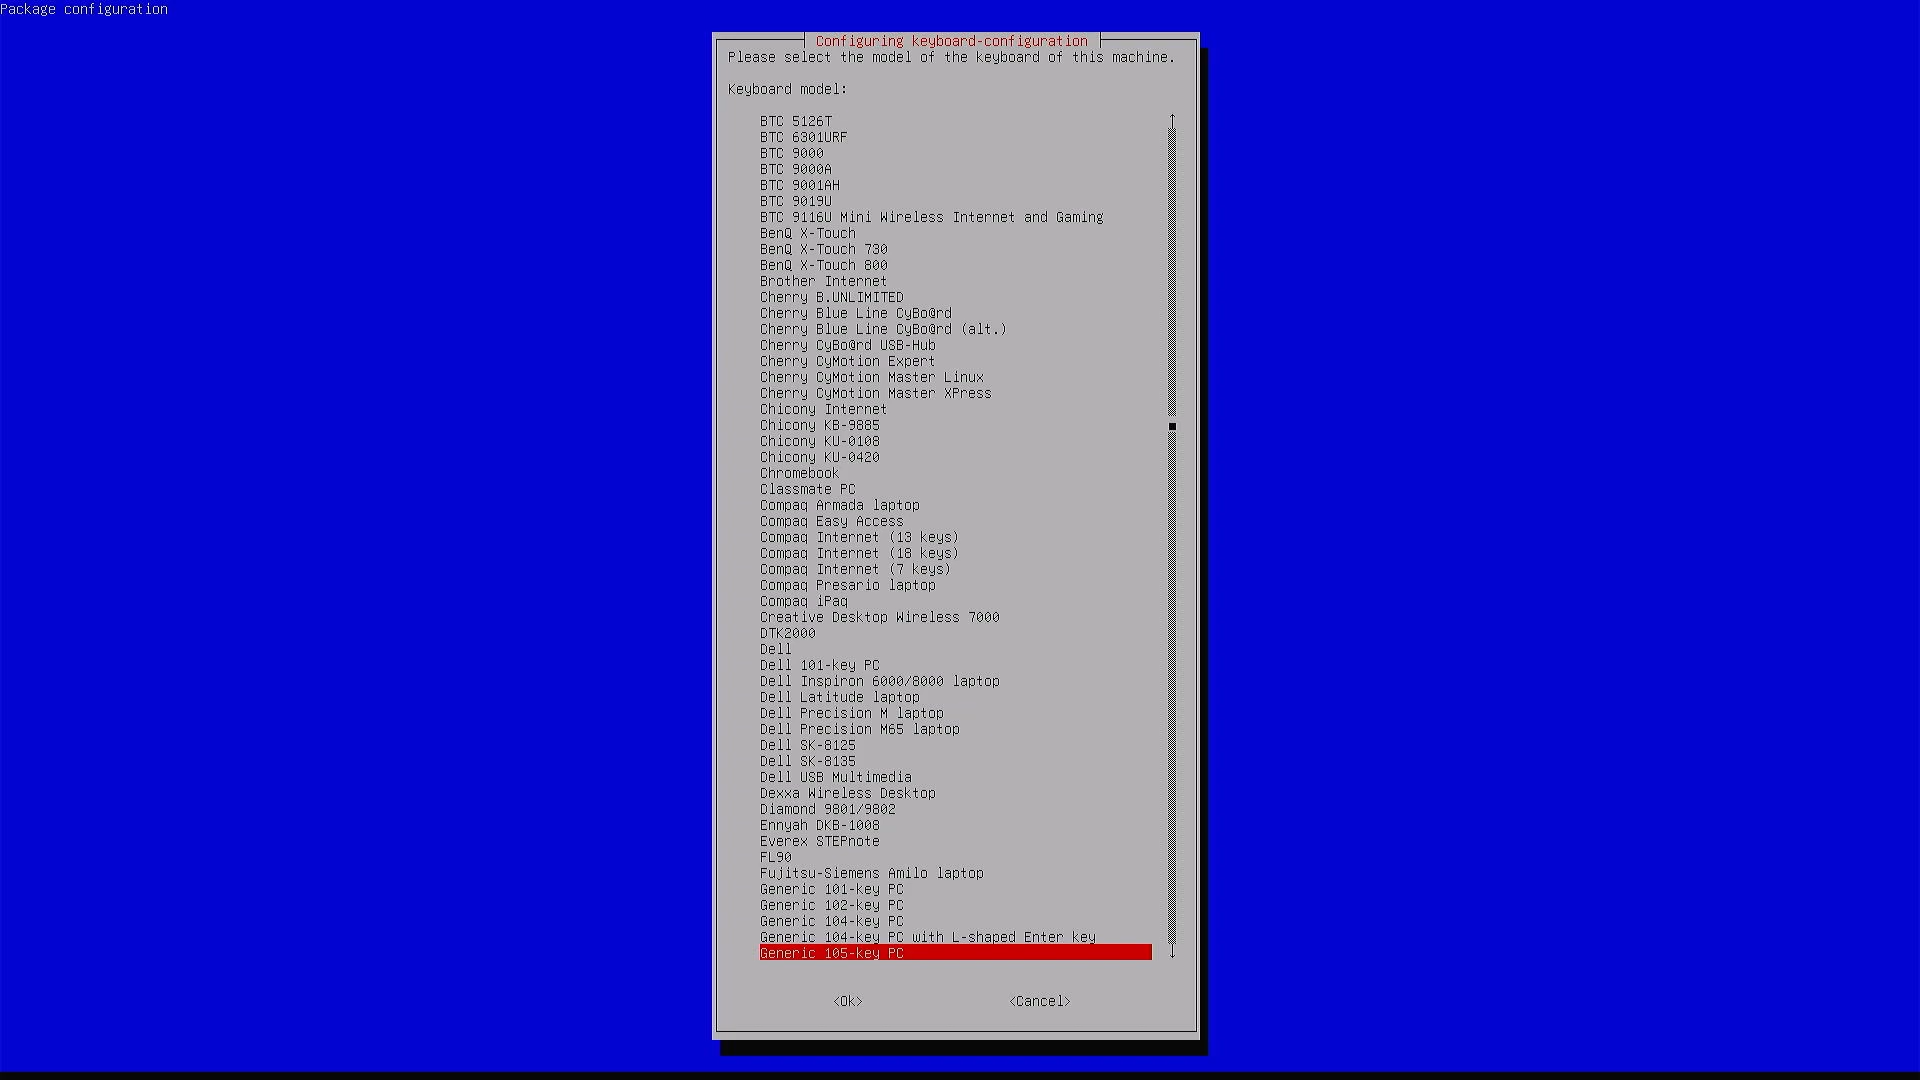 Package configuration
Configuring keyboard-configuration
Please select the model of the keyboard of this machine.
Keyboard model:
BTC 5126T
BTC 6301URF
BTC 9000
BTC 9000A
BTC 9001AH
BTC 9019U
BTC 9116U Mini Wireless Internet and Gaming
BenQ X-Touch
BenQ X-Touch 730
BenQ X-Touch 800
Brother Internet
Cherry B.UNLIMITED
Cherry Blue Line CyBo@rd
Cherry Blue Line CyBo@rd (alt.)
Cherry CyBo@rd USB-Hub
Cherry CyMotion Expert
Cherry CyMotion Master Linux
Cherry CyMotion Master XPress
Chicony Internet
Chicony KB-9885
Chicony KU-0108
Chicony KU-0420
Chromebook
Classmate PC
Compaq Armada laptop
Compaq Easy Access
Compaq Internet (13 keys)
Compaq Internet (18 keys)
Compaq Internet (7 keys)
Compaq Presario laptop
Compaq iPaq
Creative Desktop Wireless 7000
DTK2000
Dell
Dell 101-key PC
Dell Inspiron 6000/8000 laptop
Dell Latitude laptop
Dell Precision M laptop
Dell Precision M65 laptop
Dell SK-8125
Dell SK-8135
Dell USB Multimedia
Dexxa Wireless Desktop
Diamond 9801/9802
Ennyah DKB-1008
Everex STEPnote
FL90
Fujitsu-Siemens Amilo laptop
Generic 101-key PC
Generic 102-key PC
Generic 104-key PC
Generic 104-key PC with L-shaped Enter key
Generic 105-key PC
<Ok> <Cancel>